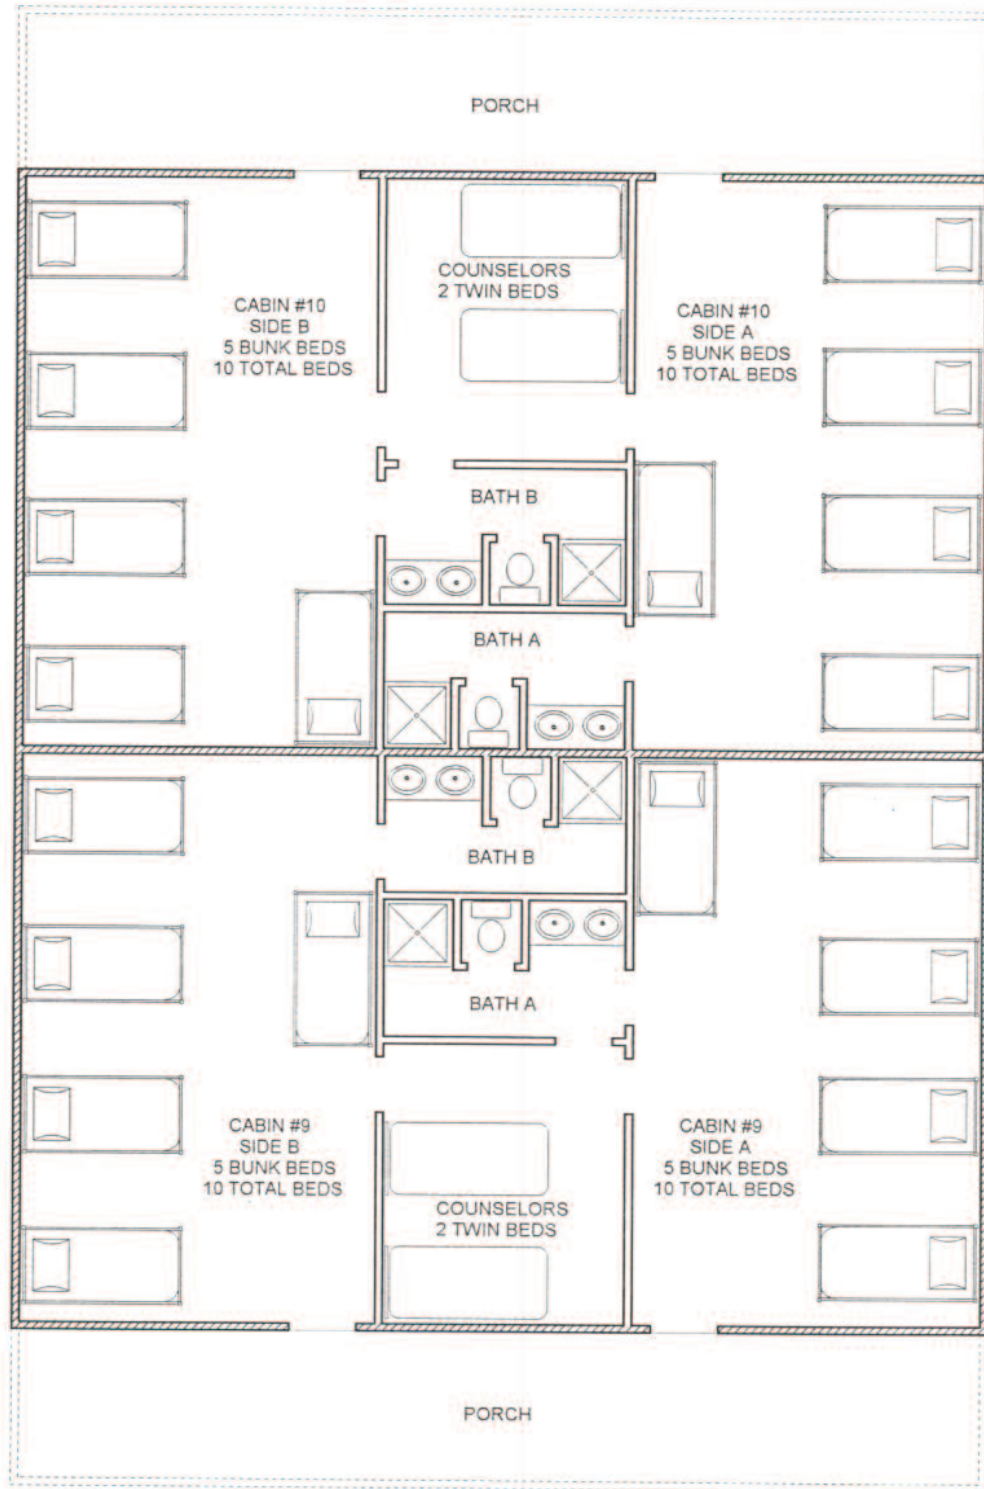 PORCH
COUNSELORS
2 TWIN BEDS
CABIN #10
SIDE B
5 BUNK BEDS
10 TOTAL BEDS
CABIN #10
SIDE A
5 BUNK BEDS
10 TOTAL BEDS
BATH B
BATH A
BATH B
BATH A
CABIN #9
SIDE B
5 BUNK BEDS
10 TOTAL BEDS
CABIN #9
SIDE A
5 BUNK BEDS
10 TOTAL BEDS
COUNSELORS
2 TWIN BEDS
PORCH